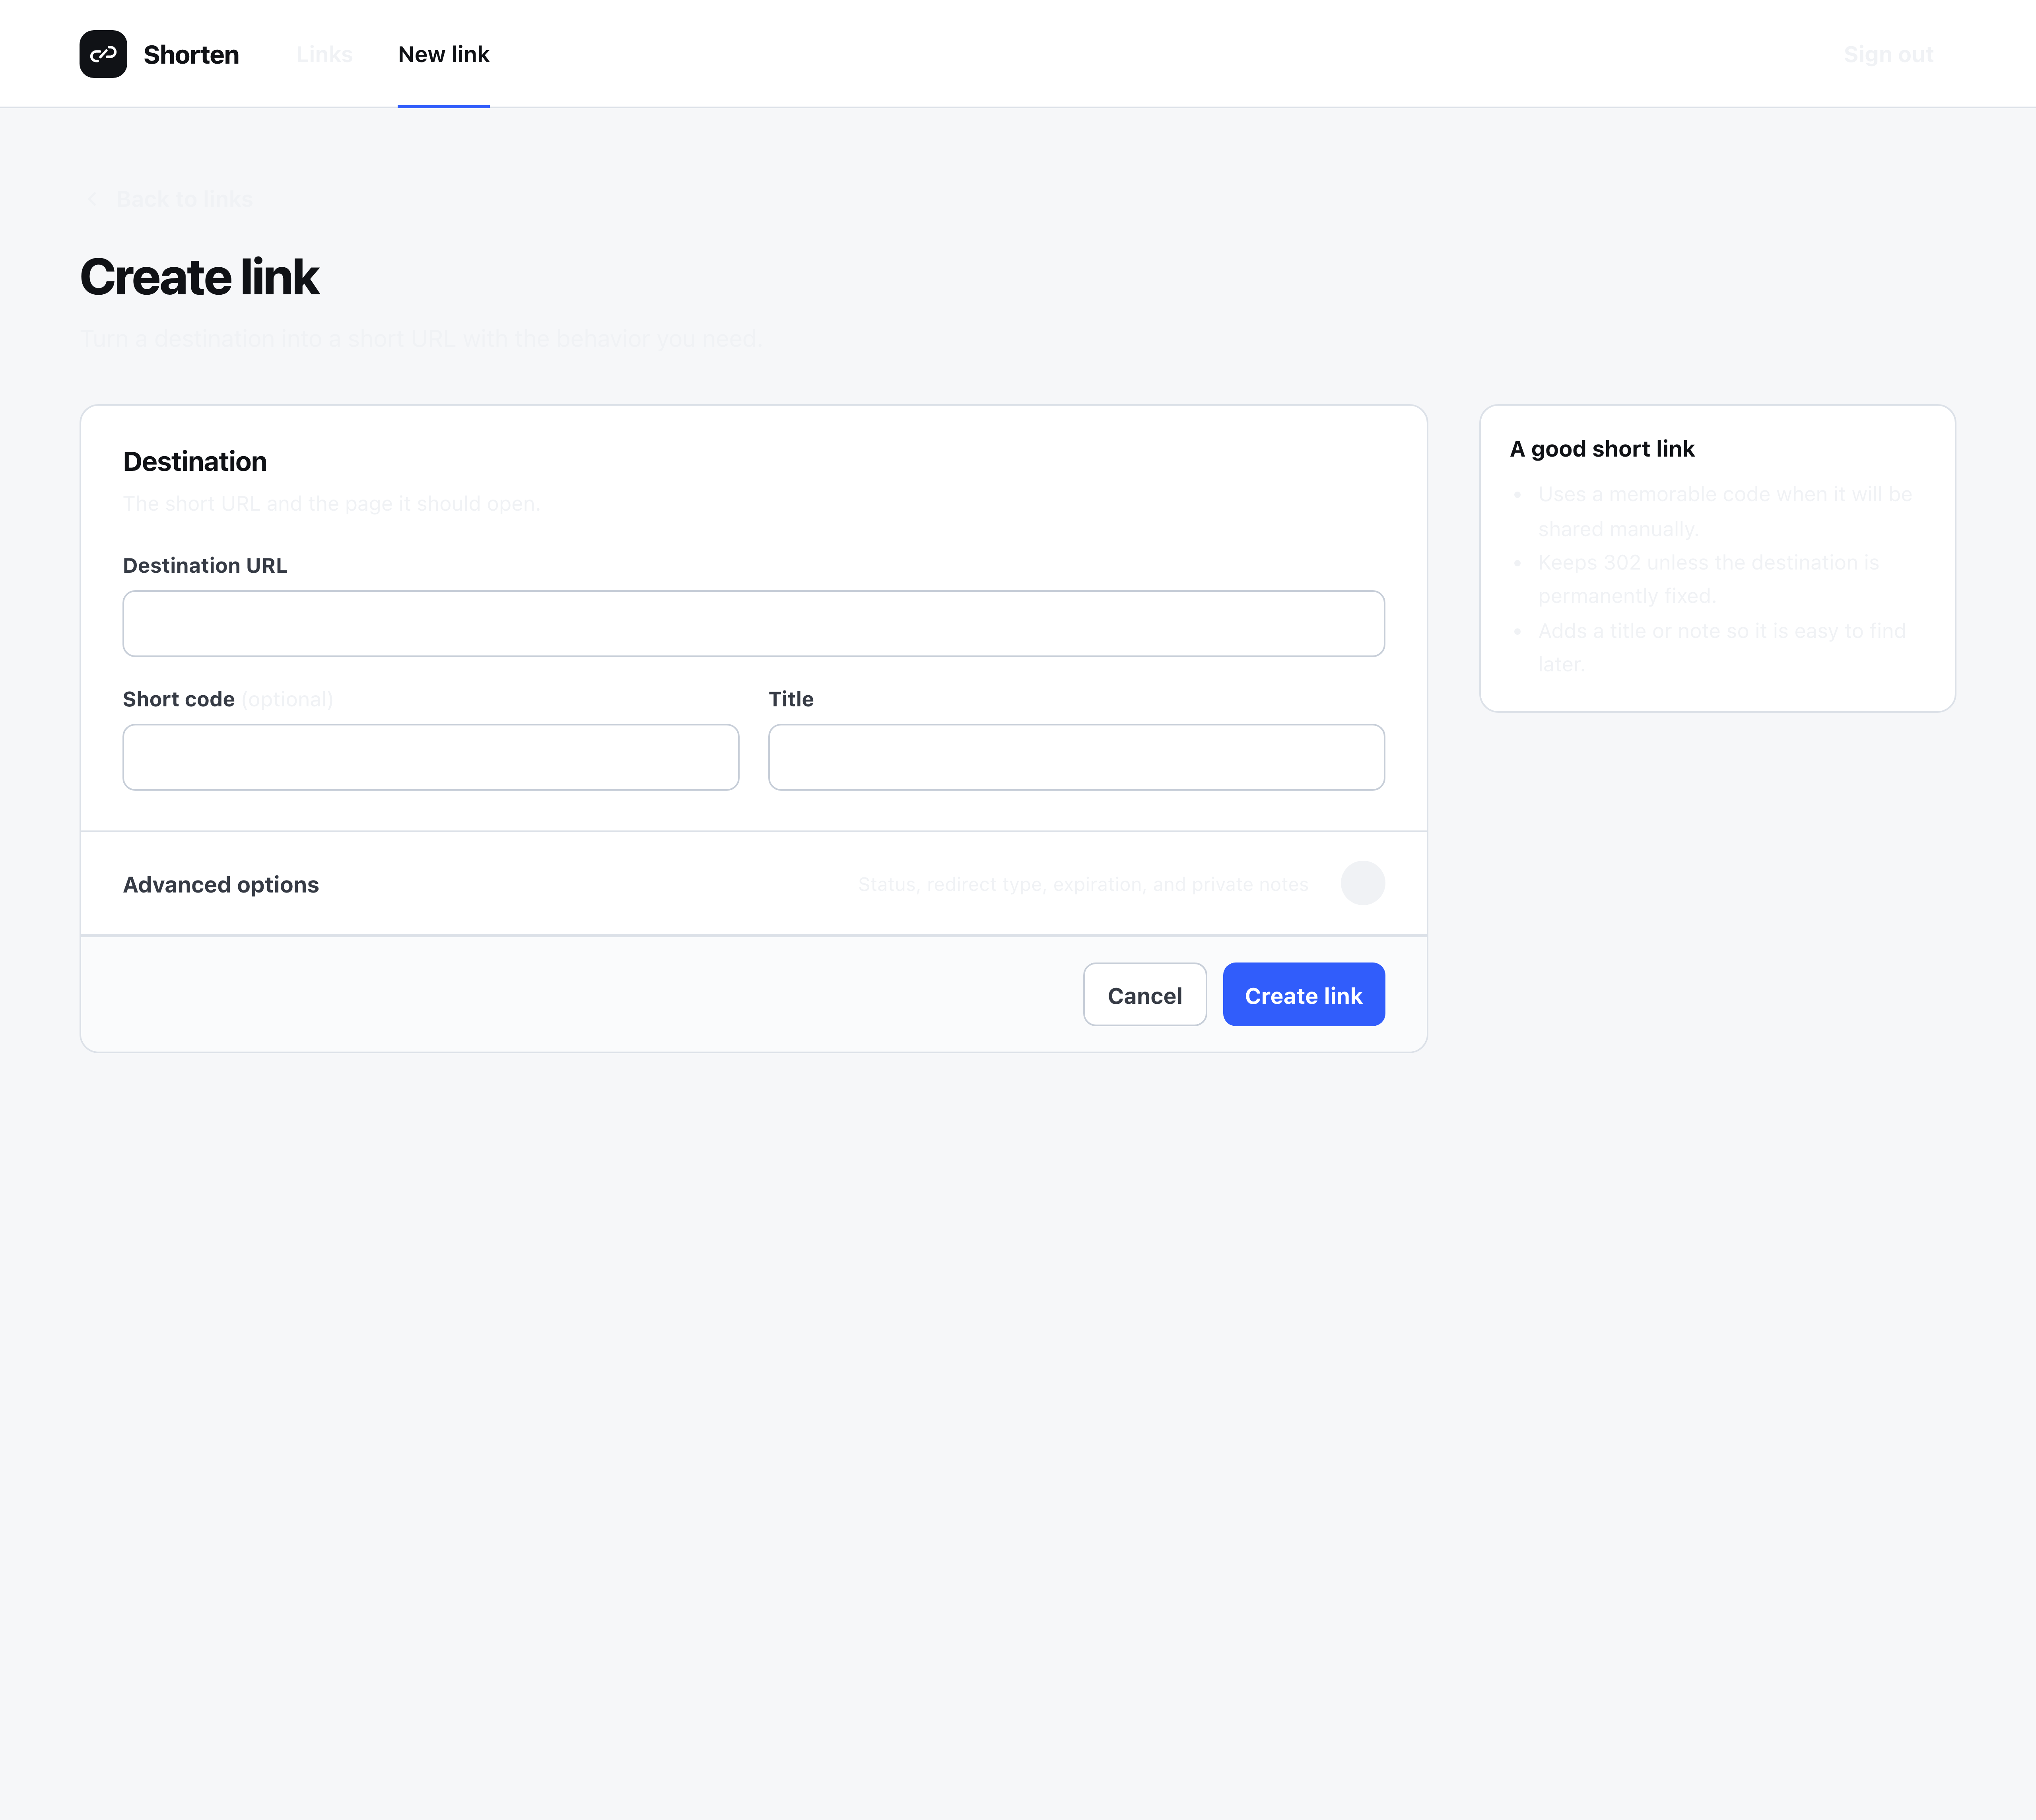 Shorten
Links
New link
Sign out
Back to links
Create link
Turn a destination into a short URL with the behavior you need.
Destination
The short URL and the page it should open.
Destination URL
Short code (optional)
Title
Advanced options
Status, redirect type, expiration, and private notes
Cancel
Create link
A good short link
Uses a memorable code when it will be
shared manually.
Keeps 302 unless the destination is
permanently fixed.
Adds a title or note so it is easy to find
later.